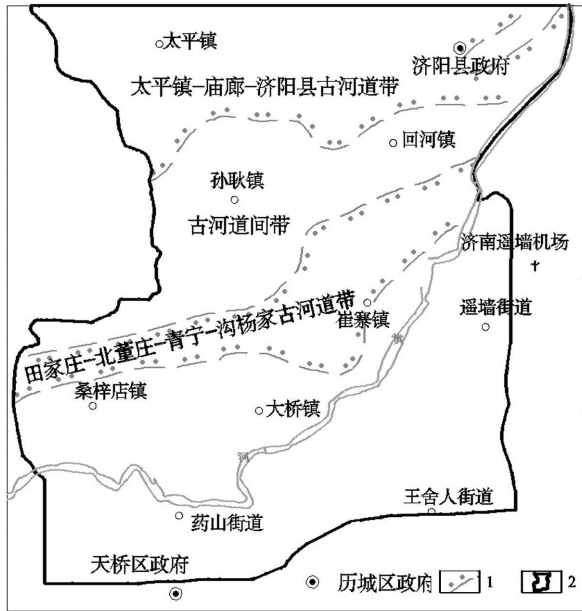 太平镇
济阳县政府
太平镇-庙廊-济阳县古河道带
回河镇
孙耿镇
古河道间带
济南遥墙机场
田家庄-北董庄-青宁-沟杨家古河道带
崔寨镇
遥墙街道
黄
桑梓店镇
大桥镇
河
王舍人街道
药山街道
天桥区政府
历城区政府 1 2